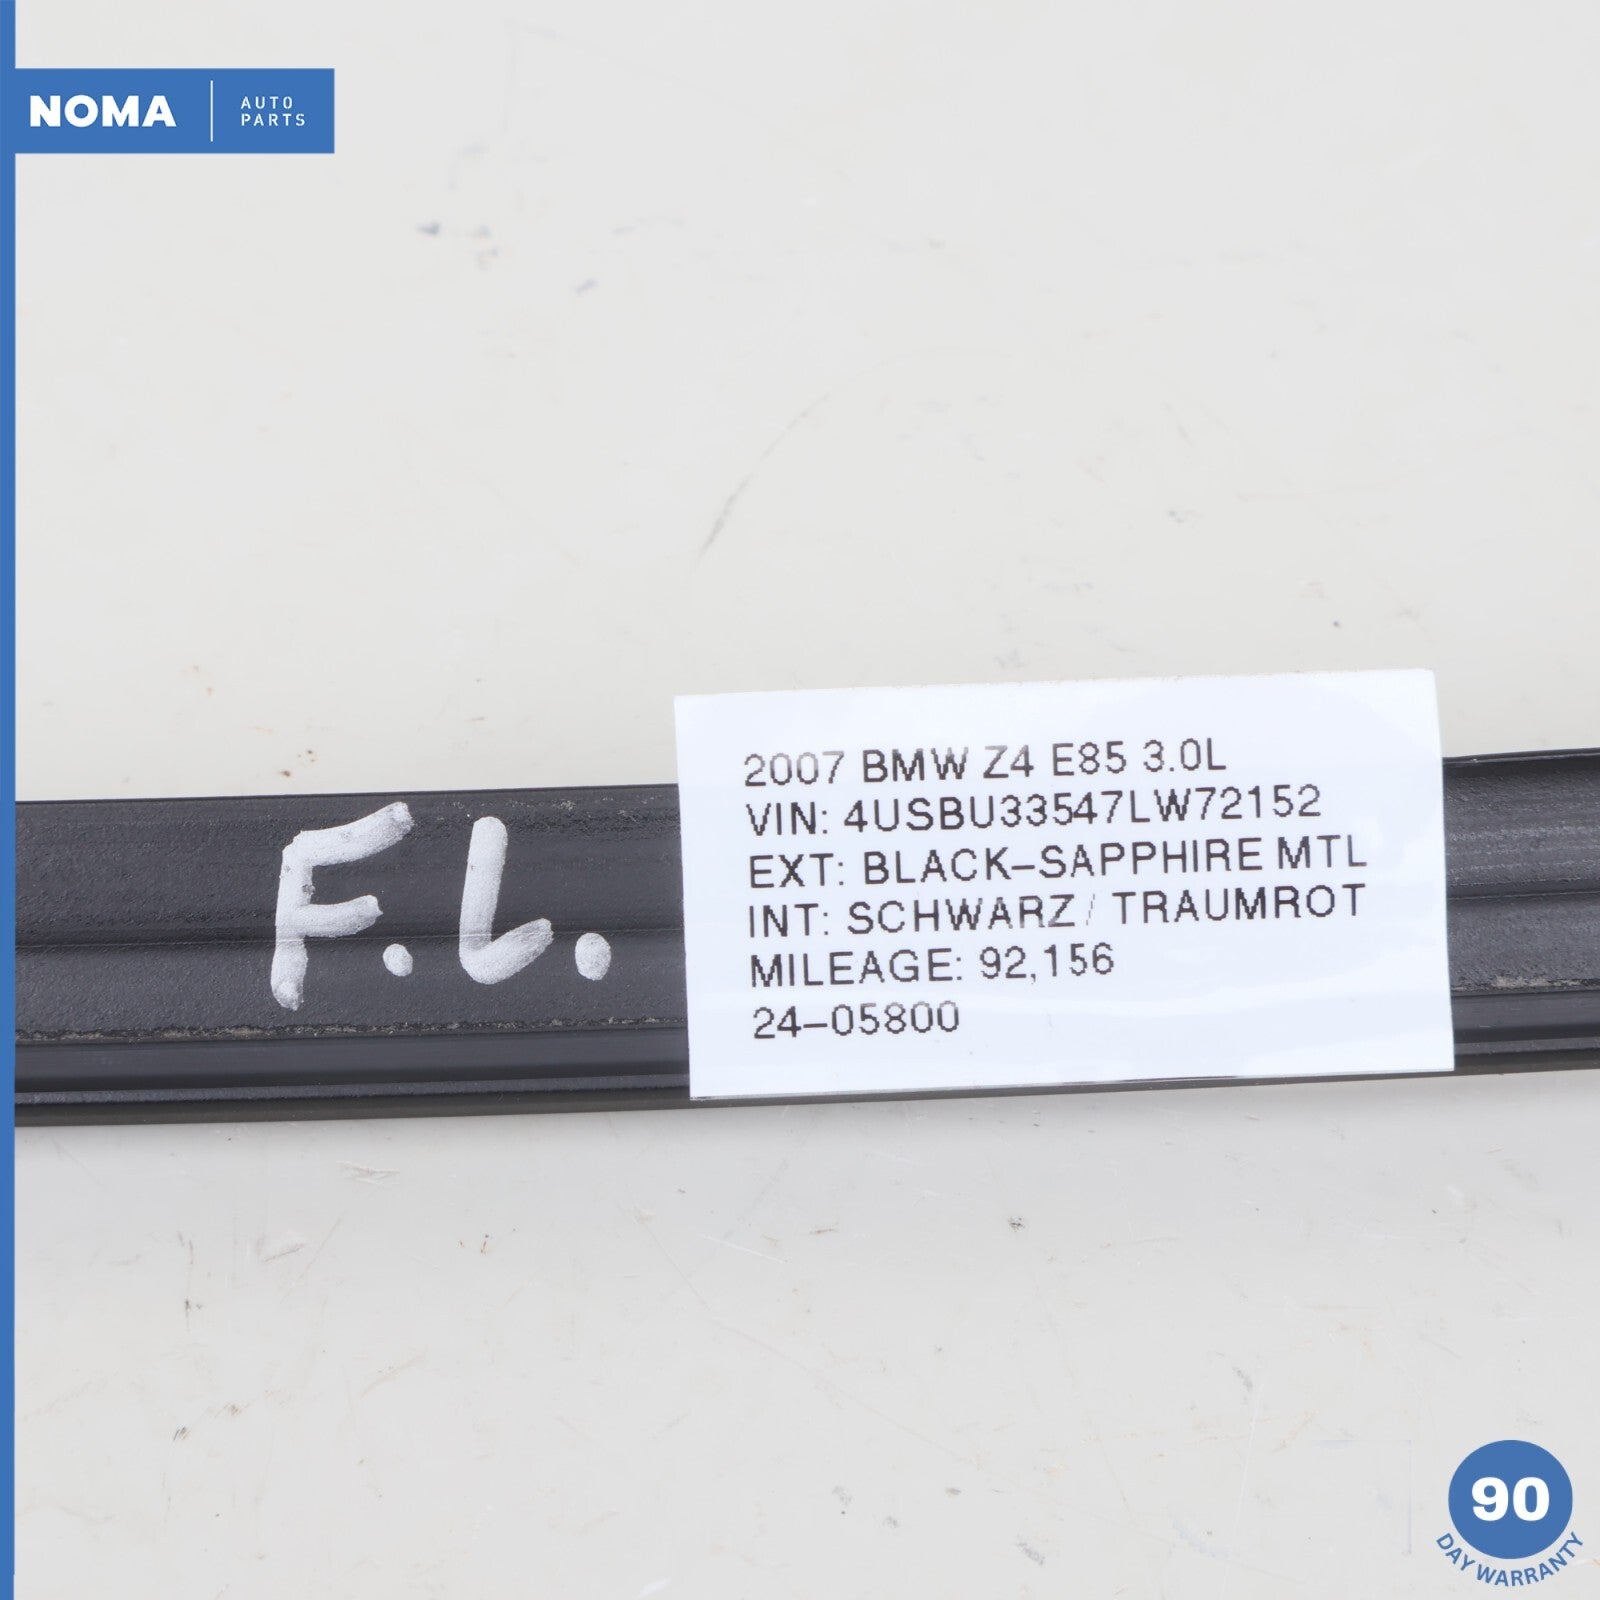 NOMA
AUTO
PARTS
F.L.
2007 BMW Z4 E85 3.0L
VIN: 4USBU33547LW72152
EXT: BLACK-SAPPHIRE MTL
INT: SCHWARZ / TRAUMROT
MILEAGE: 92,156
24-05800
90
DAY WARRANTY